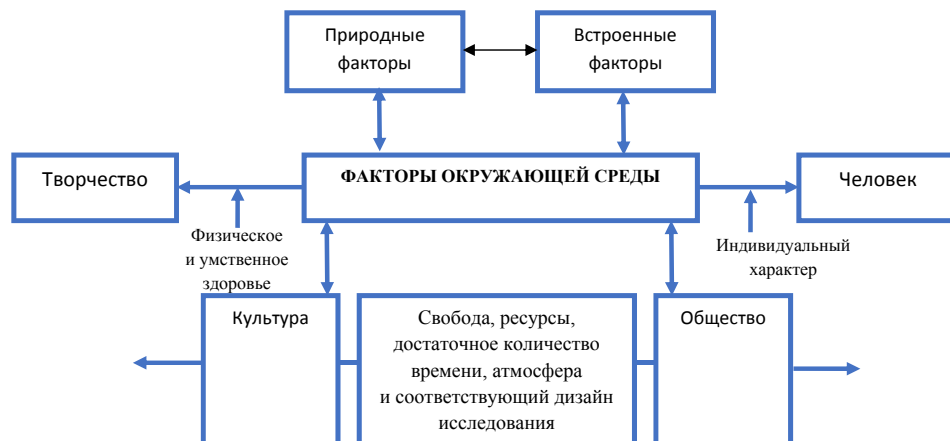 Природные
факторы
Встроенные
факторы
Творчество
ФАКТОРЫ ОКРУЖАЮЩЕЙ СРЕДЫ
Человек
Физическое
и умственное
здоровье
Индивидуальный
характер
Культура
Свобода, ресурсы,
достаточное количество
времени, атмосфера
и соответствующий дизайн
исследования
Общество